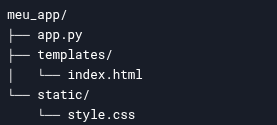 meu_app/
├── app.py
├── templates/
│   └── index.html
└── static/
    └── style.css